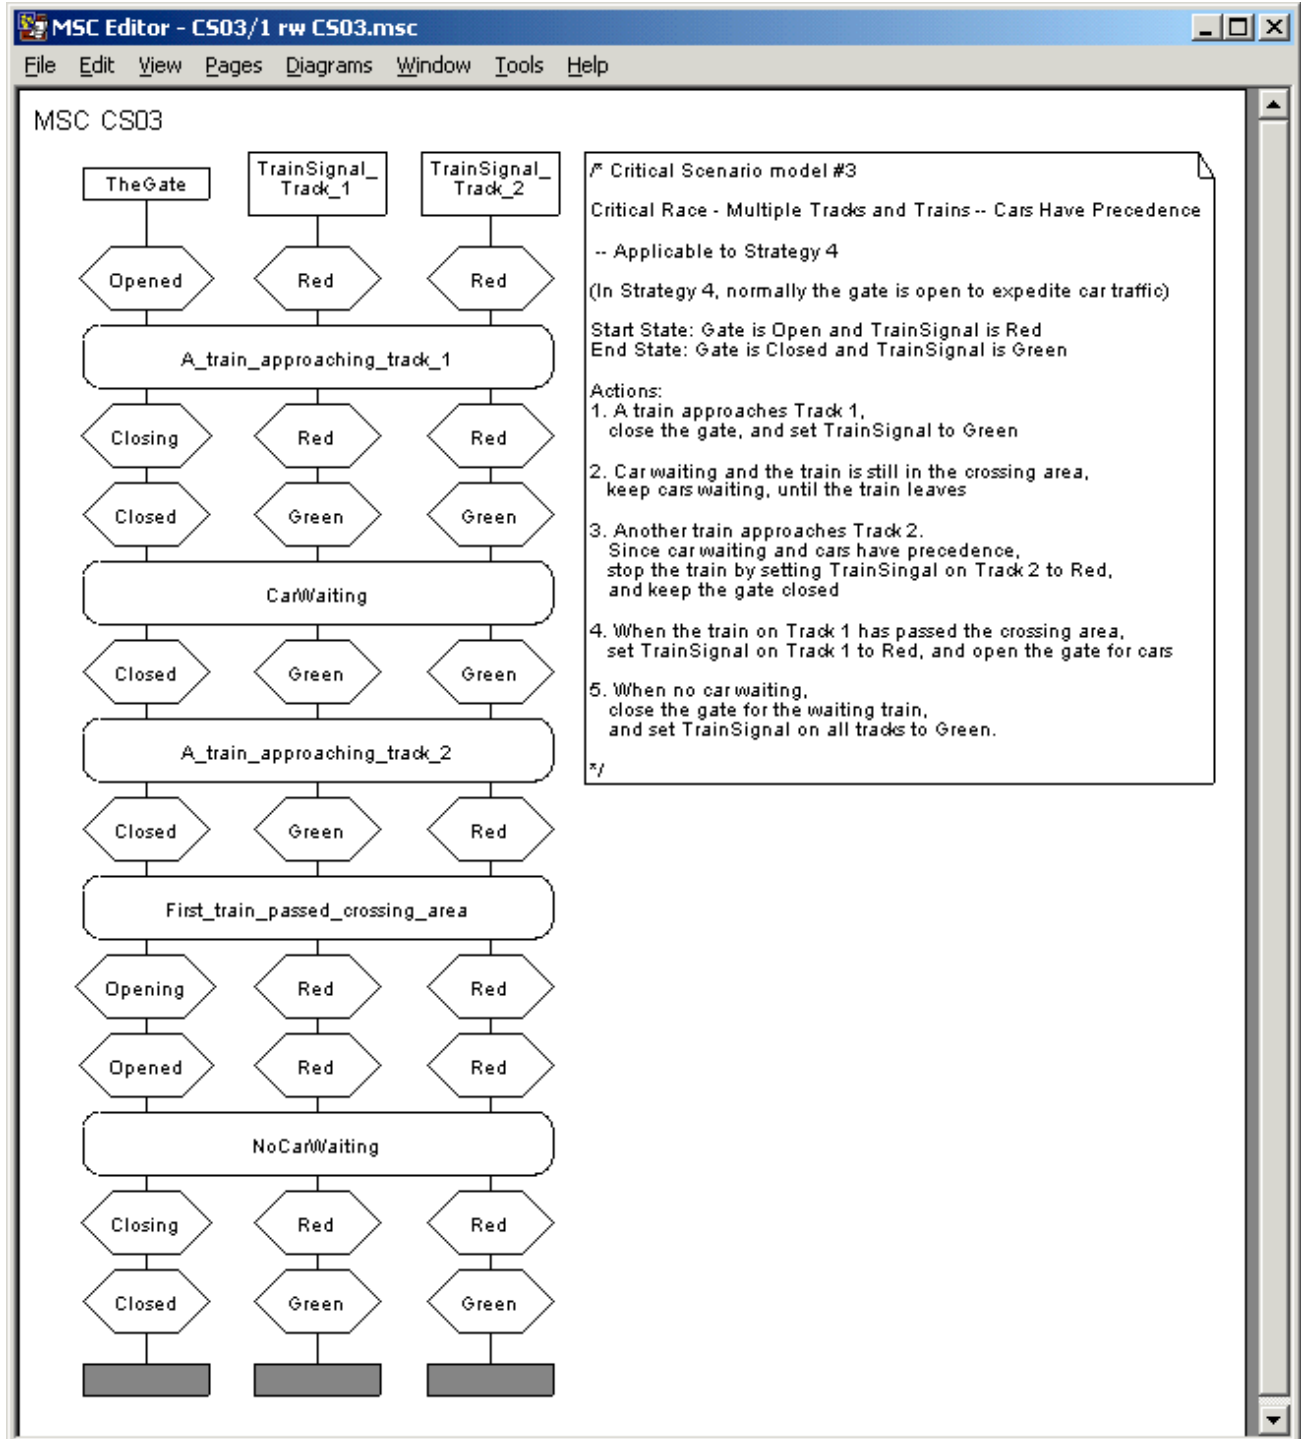 MSC Editor - CS03/1 rw CS03.msc
File Edit View Pages Diagrams Window Tools Help
MSC CS03
TheGate
TrainSignal_
Track_1
TrainSignal_
Track_2
Opened Red Red
A_train_approaching_track_1
Closing Red Red
Closed Green Green
CarWaiting
Closed Green Green
A_train_approaching_track_2
Closed Green Red
First_train_passed_crossing_area
Opening Red Red
Opened Red Red
NoCarWaiting
Closing Red Red
Closed Green Green
/* Critical Scenario model #3
Critical Race - Multiple Tracks and Trains -- Cars Have Precedence
-- Applicable to Strategy 4
(In Strategy 4, normally the gate is open to expedite car traffic)
Start State: Gate is Open and TrainSignal is Red
End State: Gate is Closed and TrainSignal is Green
Actions:
1. A train approaches Track 1,
close the gate, and set TrainSignal to Green
2. Car waiting and the train is still in the crossing area,
keep cars waiting, until the train leaves
3. Another train approaches Track 2.
Since car waiting and cars have precedence,
stop the train by setting TrainSingal on Track 2 to Red,
and keep the gate closed
4. When the train on Track 1 has passed the crossing area,
set TrainSignal on Track 1 to Red, and open the gate for cars
5. When no car waiting,
close the gate for the waiting train,
and set TrainSignal on all tracks to Green.
*/